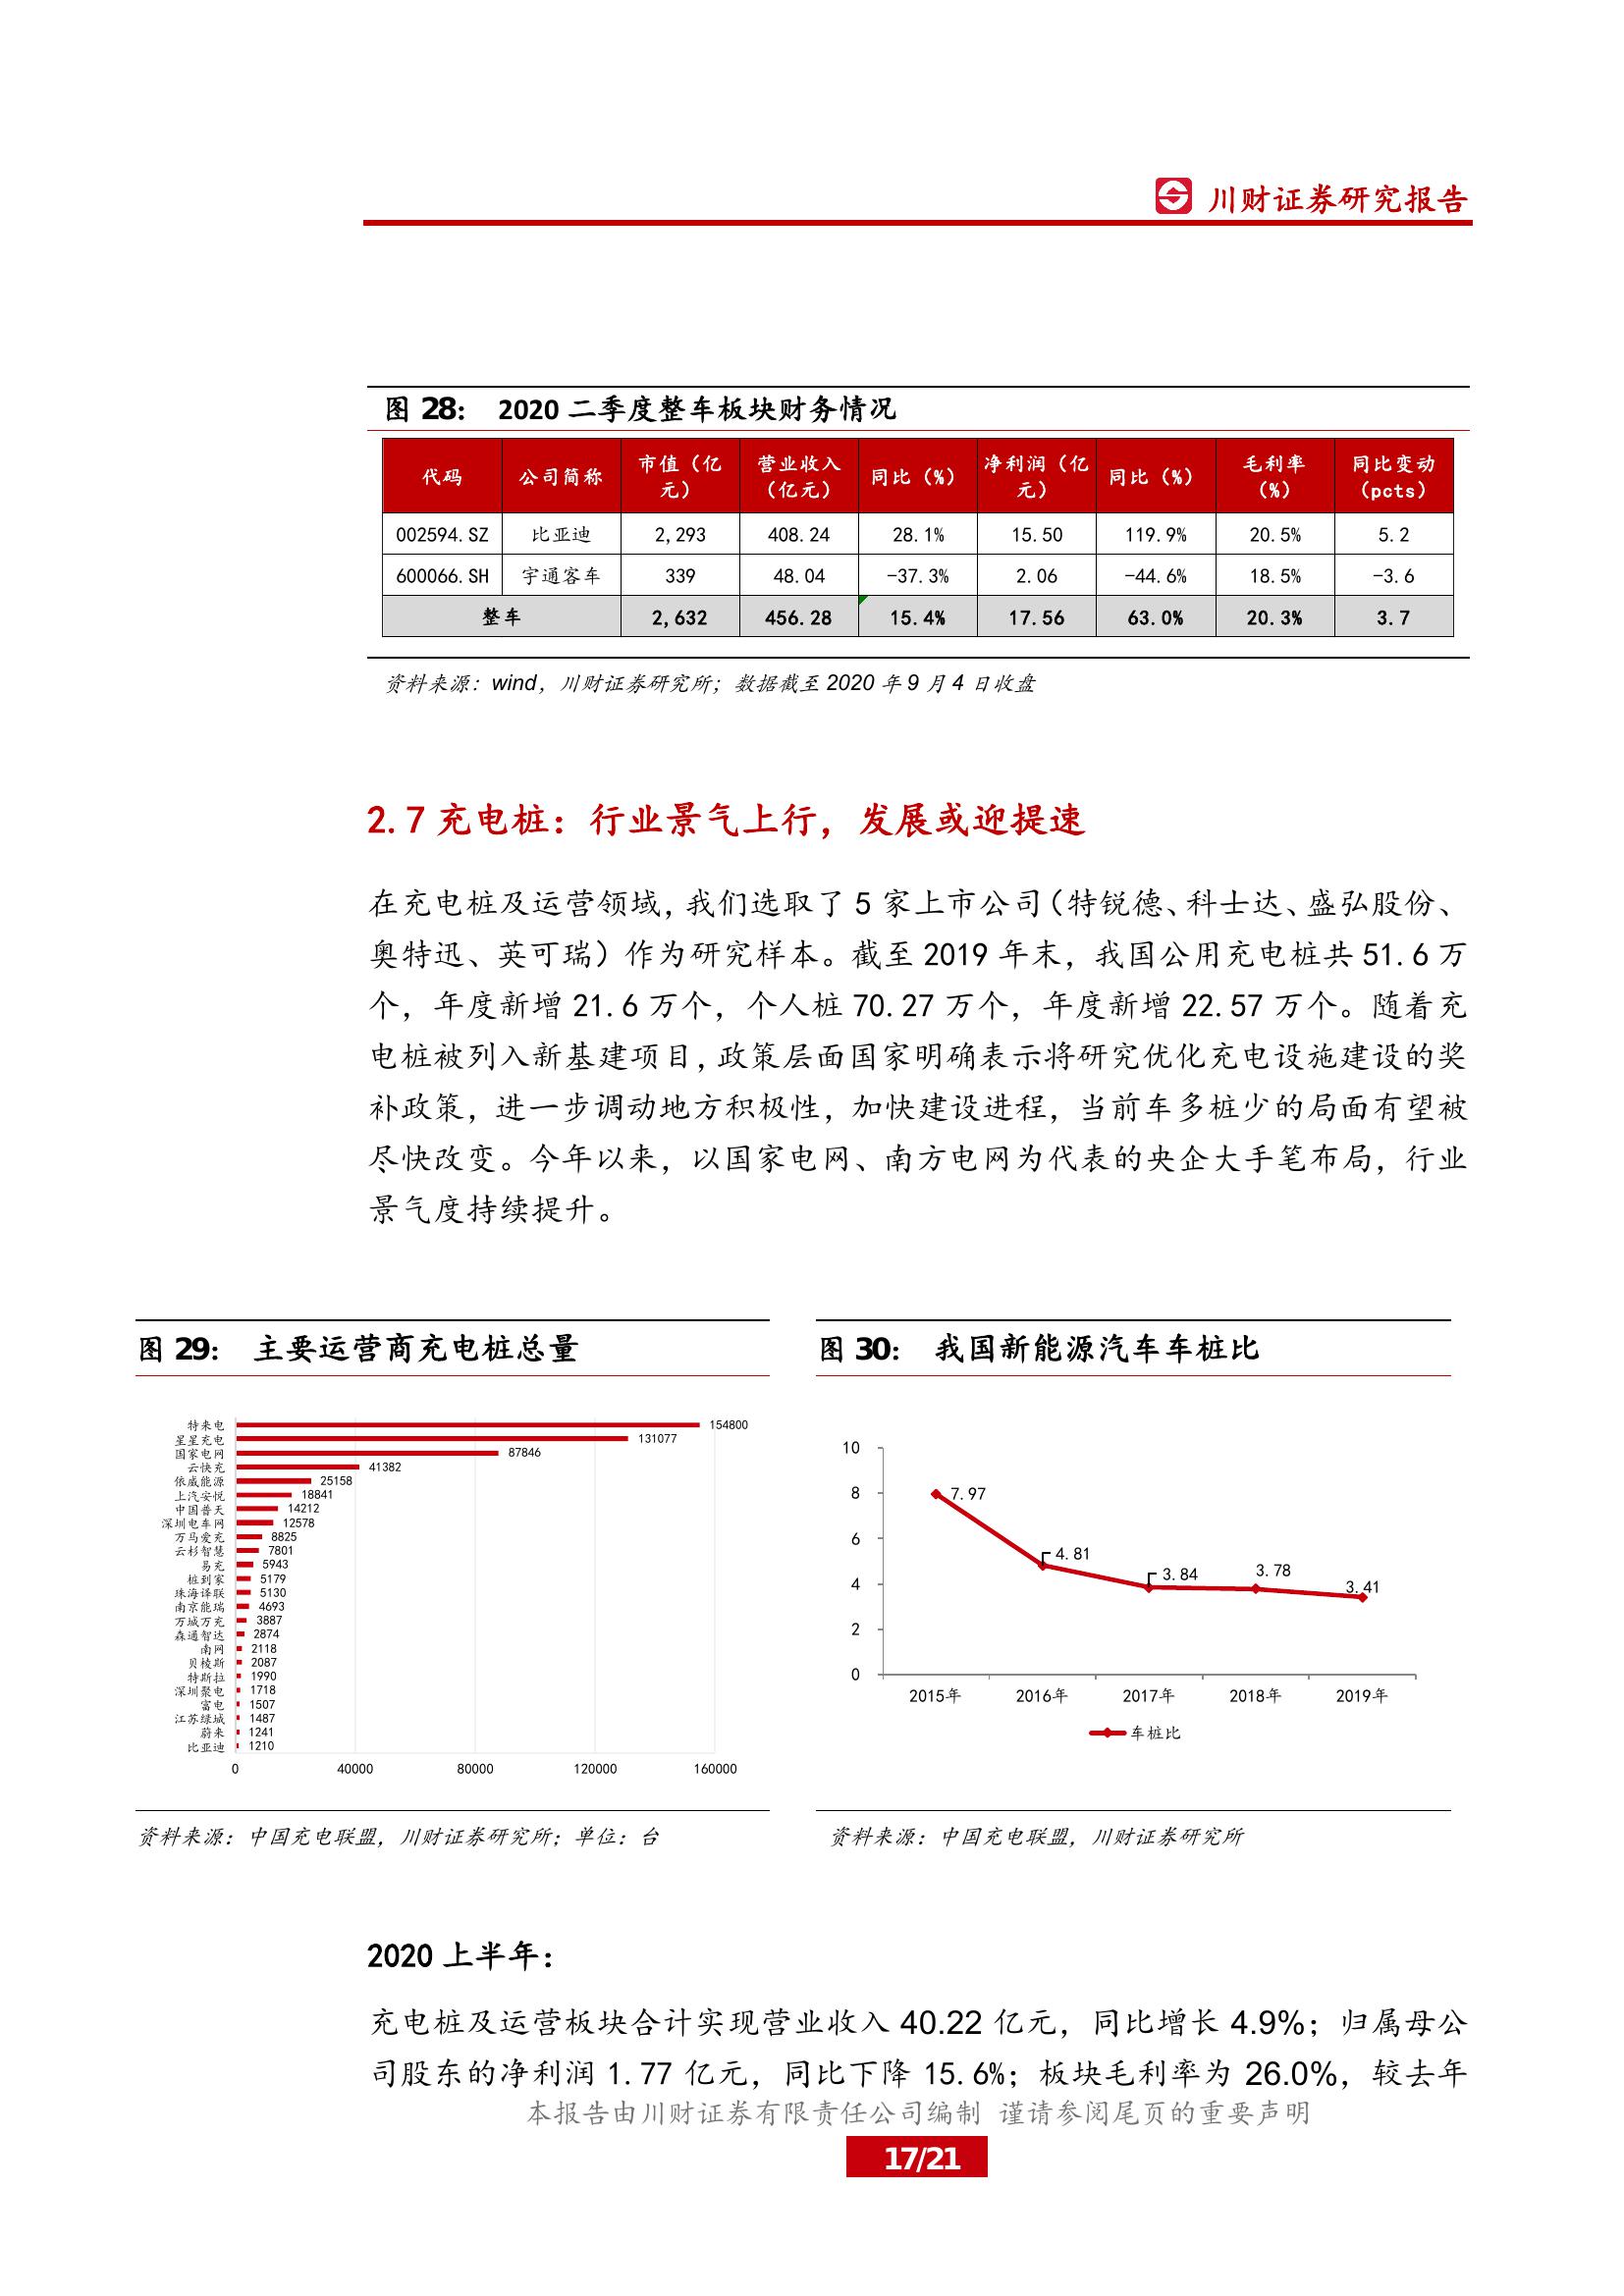 川财证券研究报告
图 28： 2020 二季度整车板块财务情况
代码 公司简称 市值（亿元） 营业收入（亿元） 同比（%） 净利润（亿元） 同比（%） 毛利率（%） 同比变动（pcts）
002594.SZ 比亚迪 2,293 408.24 28.1% 15.50 119.9% 20.5% 5.2
600066.SH 宇通客车 339 48.04 -37.3% 2.06 -44.6% 18.5% -3.6
整车 2,632 456.28 15.4% 17.56 63.0% 20.3% 3.7
资料来源：wind，川财证券研究所；数据截至 2020 年 9 月 4 日收盘
2.7 充电桩：行业景气上行，发展或迎提速
在充电桩及运营领域，我们选取了 5 家上市公司（特锐德、科士达、盛弘股份、
奥特迅、英可瑞）作为研究样本。截至 2019 年末，我国公用充电桩共 51.6 万
个，年度新增 21.6 万个，个人桩 70.27 万个，年度新增 22.57 万个。随着充
电桩被列入新基建项目，政策层面国家明确表示将研究优化充电设施建设的奖
补政策，进一步调动地方积极性，加快建设进程，当前车多桩少的局面有望被
尽快改变。今年以来，以国家电网、南方电网为代表的央企大手笔布局，行业
景气度持续提升。
图 29： 主要运营商充电桩总量
特来电 154800
星星充电 131077
国家电网 87846
云快充 41382
依威能源 25158
上汽安悦 18841
中国普天 14212
深圳电车网 12578
万马爱充 8825
云杉智慧 7801
易充 5943
桩到家 5179
珠海译联 5130
南京能瑞 4693
万城万充 3887
森通智达 2874
南网 2118
贝棱斯 2087
特斯拉 1990
深圳聚电 1718
富电 1507
江苏绿城 1487
蔚来 1241
比亚迪 1210
0 40000 80000 120000 160000
资料来源：中国充电联盟，川财证券研究所；单位：台
图 30： 我国新能源汽车车桩比
10
8
6
4
2
0
7.97
4.81
3.84
3.78
3.41
2015年 2016年 2017年 2018年 2019年
车桩比
资料来源：中国充电联盟，川财证券研究所
2020 上半年：
充电桩及运营板块合计实现营业收入 40.22 亿元，同比增长 4.9%；归属母公
司股东的净利润 1.77 亿元，同比下降 15.6%；板块毛利率为 26.0%，较去年
本报告由川财证券有限责任公司编制 谨请参阅尾页的重要声明
17/21